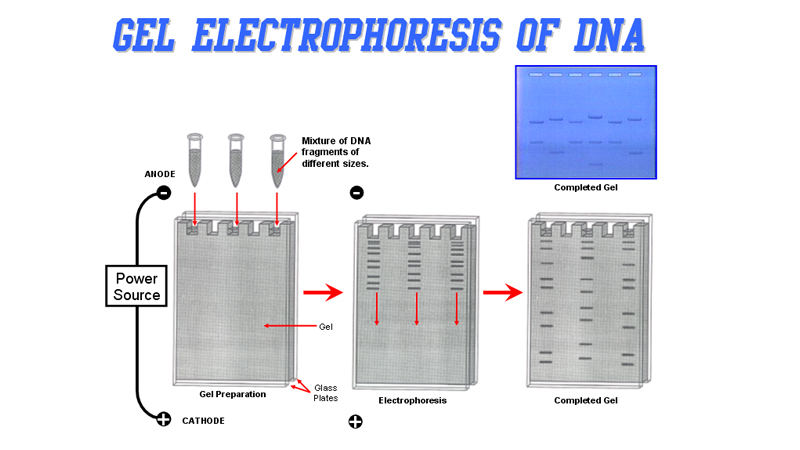 GEL ELECTROPHORESIS OF DNA
Mixture of DNA
fragments of
different sizes.
Completed Gel
ANODE
-
-
Power
Source
Gel
Glass
Plates
Gel Preparation
Electrophoresis
Completed Gel
+
CATHODE
+